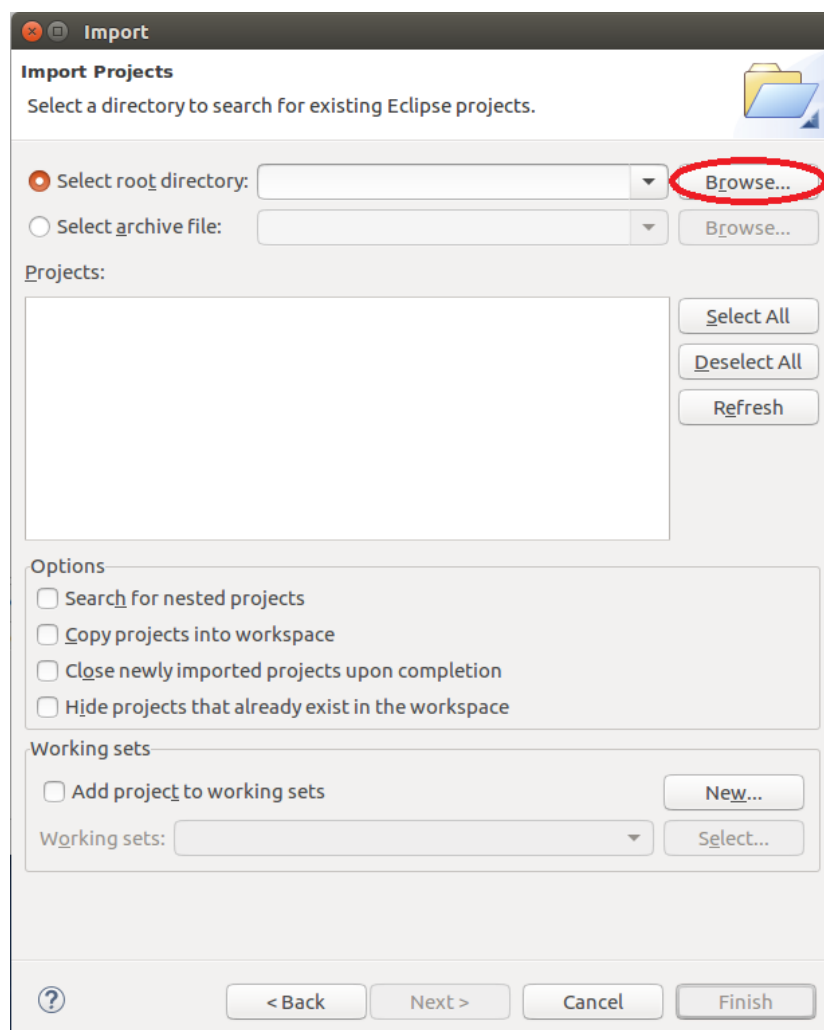 Import
Import Projects
Select a directory to search for existing Eclipse projects.
Select root directory: Browse...
Select archive file: Browse...
Projects:
Select All
Deselect All
Refresh
Options
Search for nested projects
Copy projects into workspace
Close newly imported projects upon completion
Hide projects that already exist in the workspace
Working sets
Add project to working sets New...
Working sets: Select...
? < Back Next > Cancel Finish